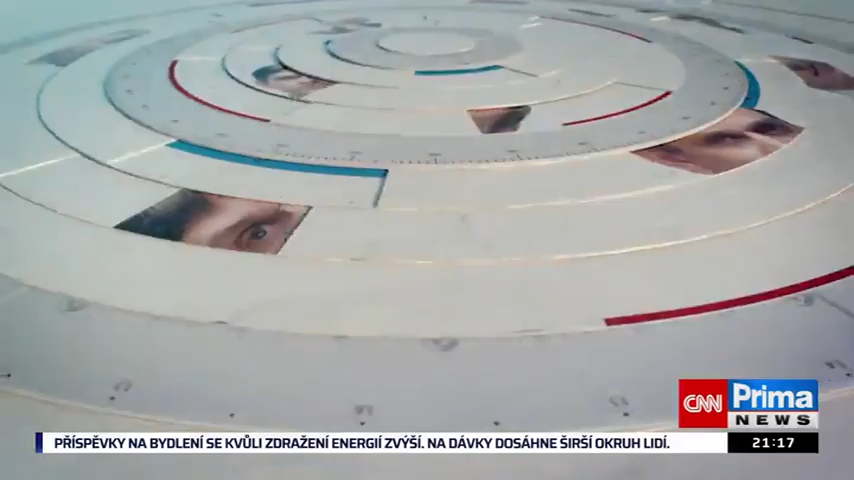 CNN Prima
NEWS
PŘÍSPĚVKY NA BYDLENÍ SE KVŮLI ZDRAŽENÍ ENERGIÍ ZVÝŠÍ. NA DÁVKY DOSÁHNE ŠIRŠÍ OKRUH LIDÍ.
21:17